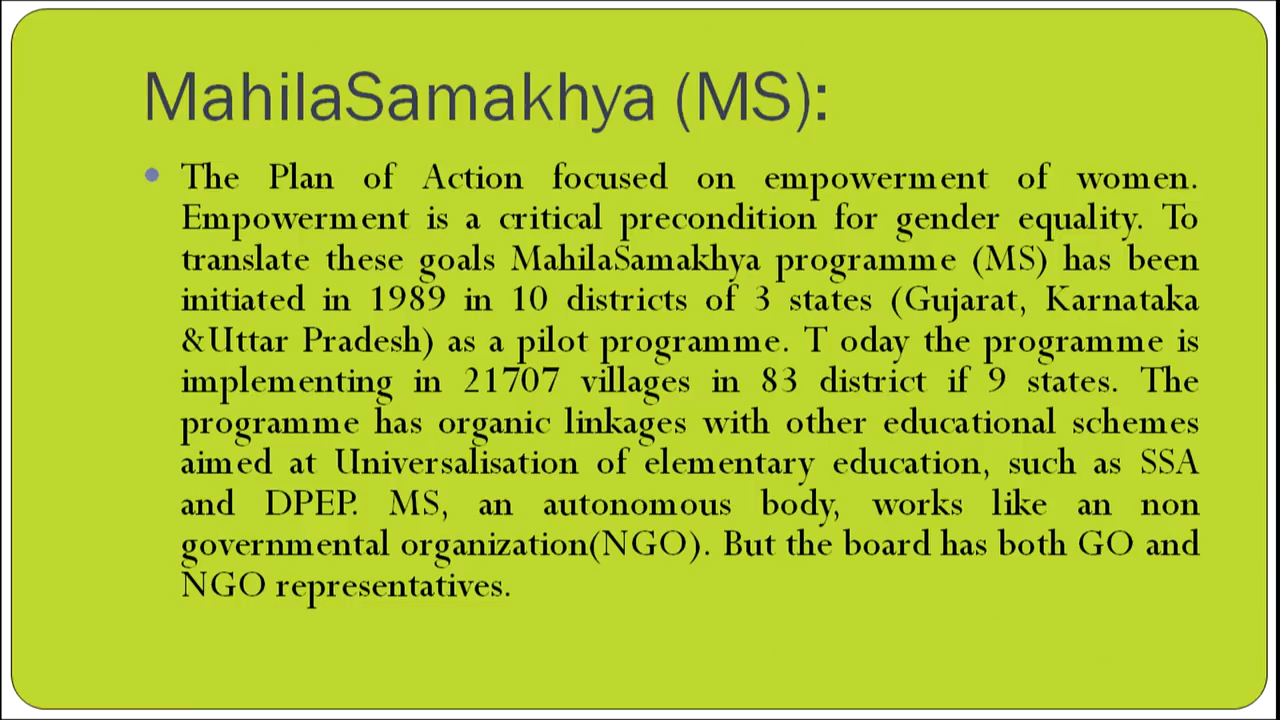 MahilaSamakhya (MS):
• The Plan of Action focused on empowerment of women.
Empowerment is a critical precondition for gender equality. To
translate these goals MahilaSamakhya programme (MS) has been
initiated in 1989 in 10 districts of 3 states (Gujarat, Karnataka
&Uttar Pradesh) as a pilot programme. T oday the programme is
implementing in 21707 villages in 83 district if 9 states. The
programme has organic linkages with other educational schemes
aimed at Universalisation of elementary education, such as SSA
and DPEP. MS, an autonomous body, works like an non
governmental organization(NGO). But the board has both GO and
NGO representatives.